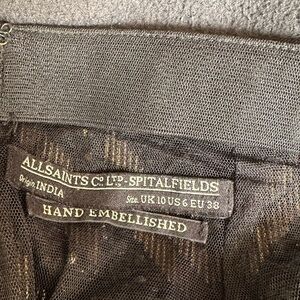 ALLSAINTS Cº LTD - SPITALFIELDS
Origin. INDIA Size. UK 10 US 6 EU 38
HAND EMBELLISHED